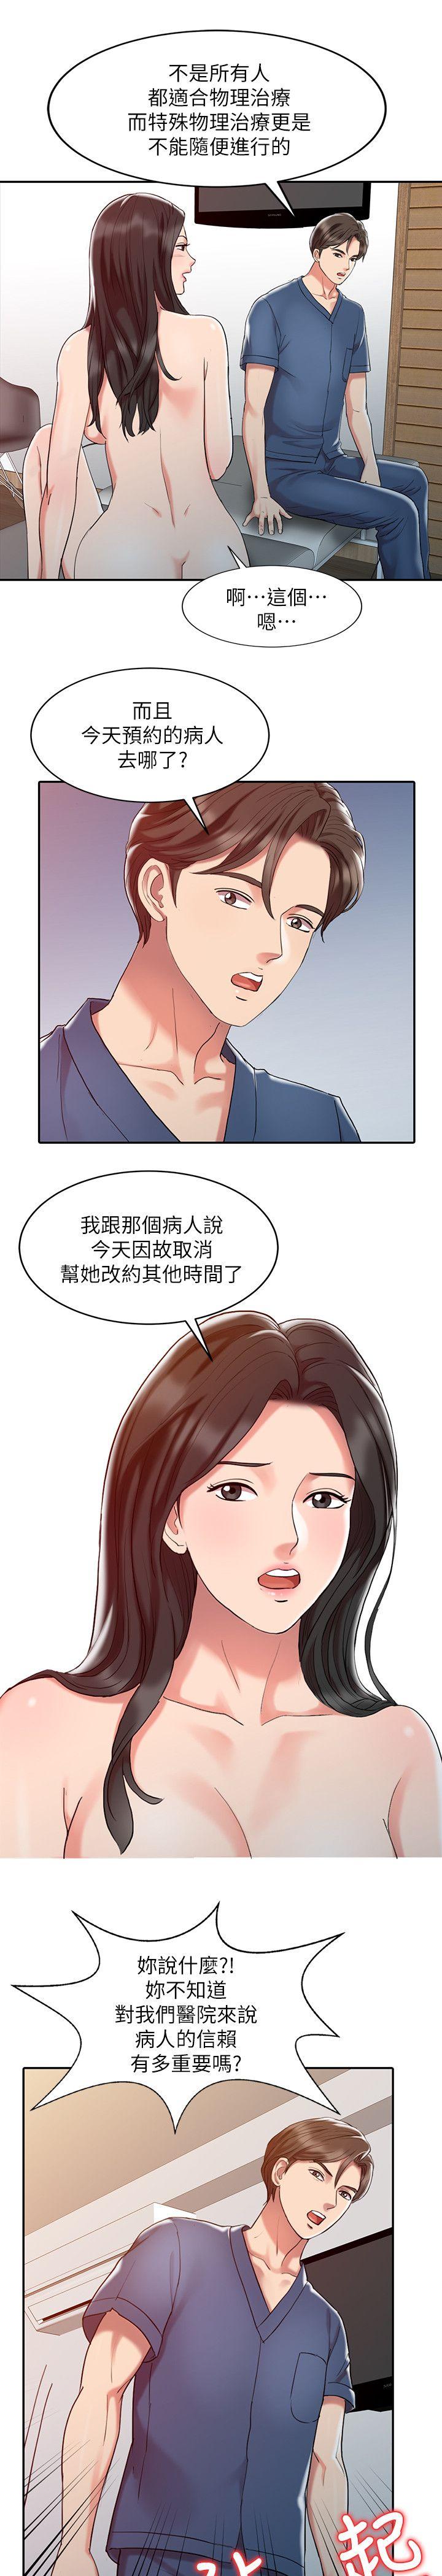 不是所有人
都適合物理治療
而特殊物理治療更是
不能隨便進行的
啊⋯這個⋯
嗯⋯
而且
今天預約的病人
去哪了?
我跟那個病人說
今天因故取消
幫她改約其他時間了
妳說什麼?!
妳不知道
對我們醫院來說
病人的信賴
有多重要嗎?
起